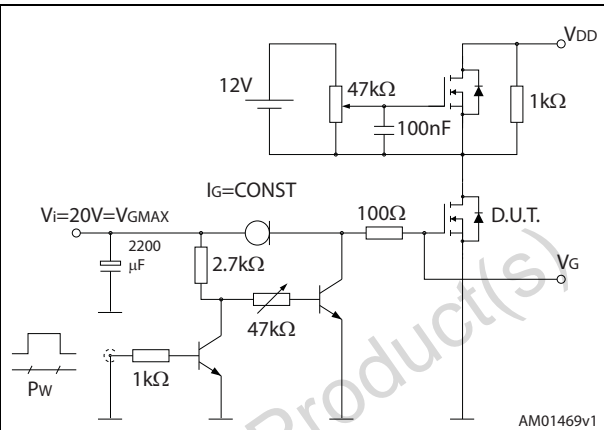 VDD
12V
47kΩ
1kΩ
100nF
IG=CONST
Vi=20V=VGMAX
100Ω
D.U.T.
2200
μF
2.7kΩ
VG
47kΩ
1kΩ
PW
Product(s)
AM01469v1